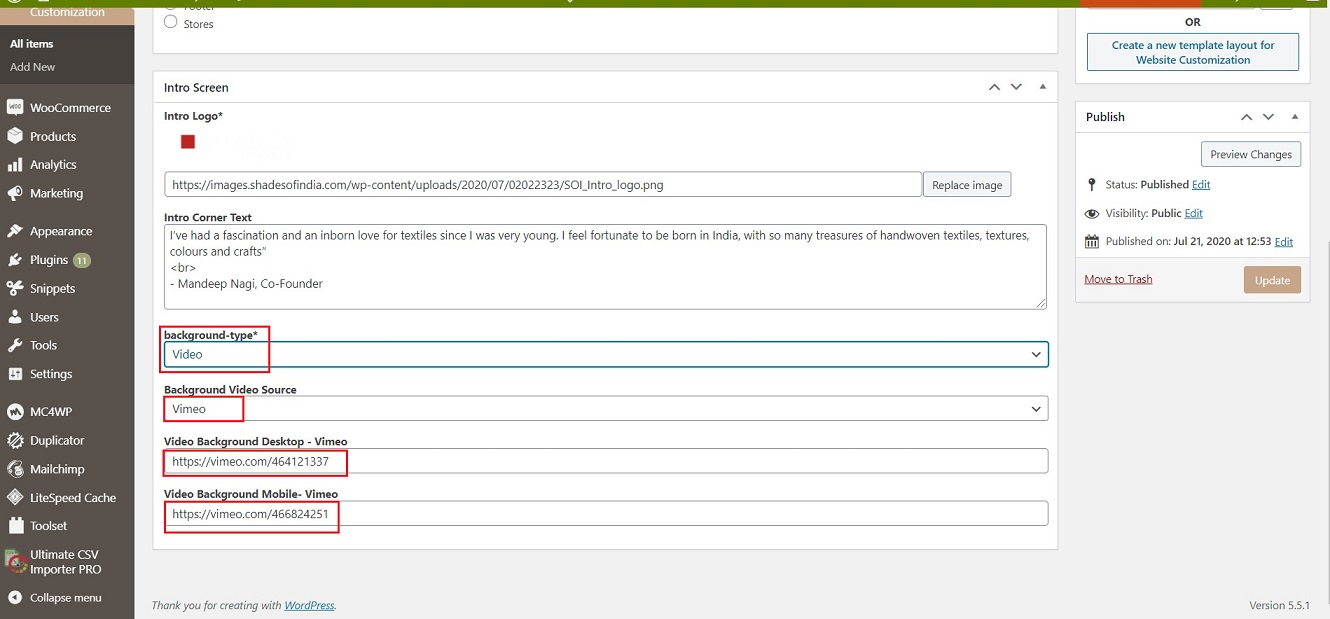 Customization
All items
Add New
WooCommerce
Products
Analytics
Marketing
Appearance
Plugins 11
Snippets
Users
Tools
Settings
MC4WP
Duplicator
Mailchimp
LiteSpeed Cache
Toolset
Ultimate CSV
Importer PRO
Collapse menu
Footer
Stores
Intro Screen
Intro Logo*
https://images.shadesofindia.com/wp-content/uploads/2020/07/02022323/SOI_Intro_logo.png
Replace image
Intro Corner Text
I've had a fascination and an inborn love for textiles since I was very young. I feel fortunate to be born in India, with so many treasures of handwoven textiles, textures,
colours and crafts"
<br>
- Mandeep Nagi, Co-Founder
background-type*
Video
Background Video Source
Vimeo
Video Background Desktop - Vimeo
https://vimeo.com/464121337
Video Background Mobile- Vimeo
https://vimeo.com/466824251
Thank you for creating with WordPress.
OR
Create a new template layout for
Website Customization
Publish
Preview Changes
Status: Published Edit
Visibility: Public Edit
Published on: Jul 21, 2020 at 12:53 Edit
Move to Trash
Update
Version 5.5.1